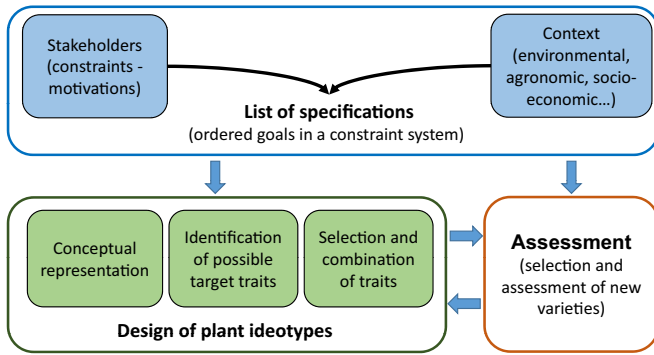 Stakeholders
(constraints -
motivations)
Context
(environmental,
agronomic, socio-
economic...)
List of specifications
(ordered goals in a constraint system)
Conceptual
representation
Identification
of possible
target traits
Selection and
combination
of traits
Design of plant ideotypes
Assessment
(selection and
assessment of new
varieties)